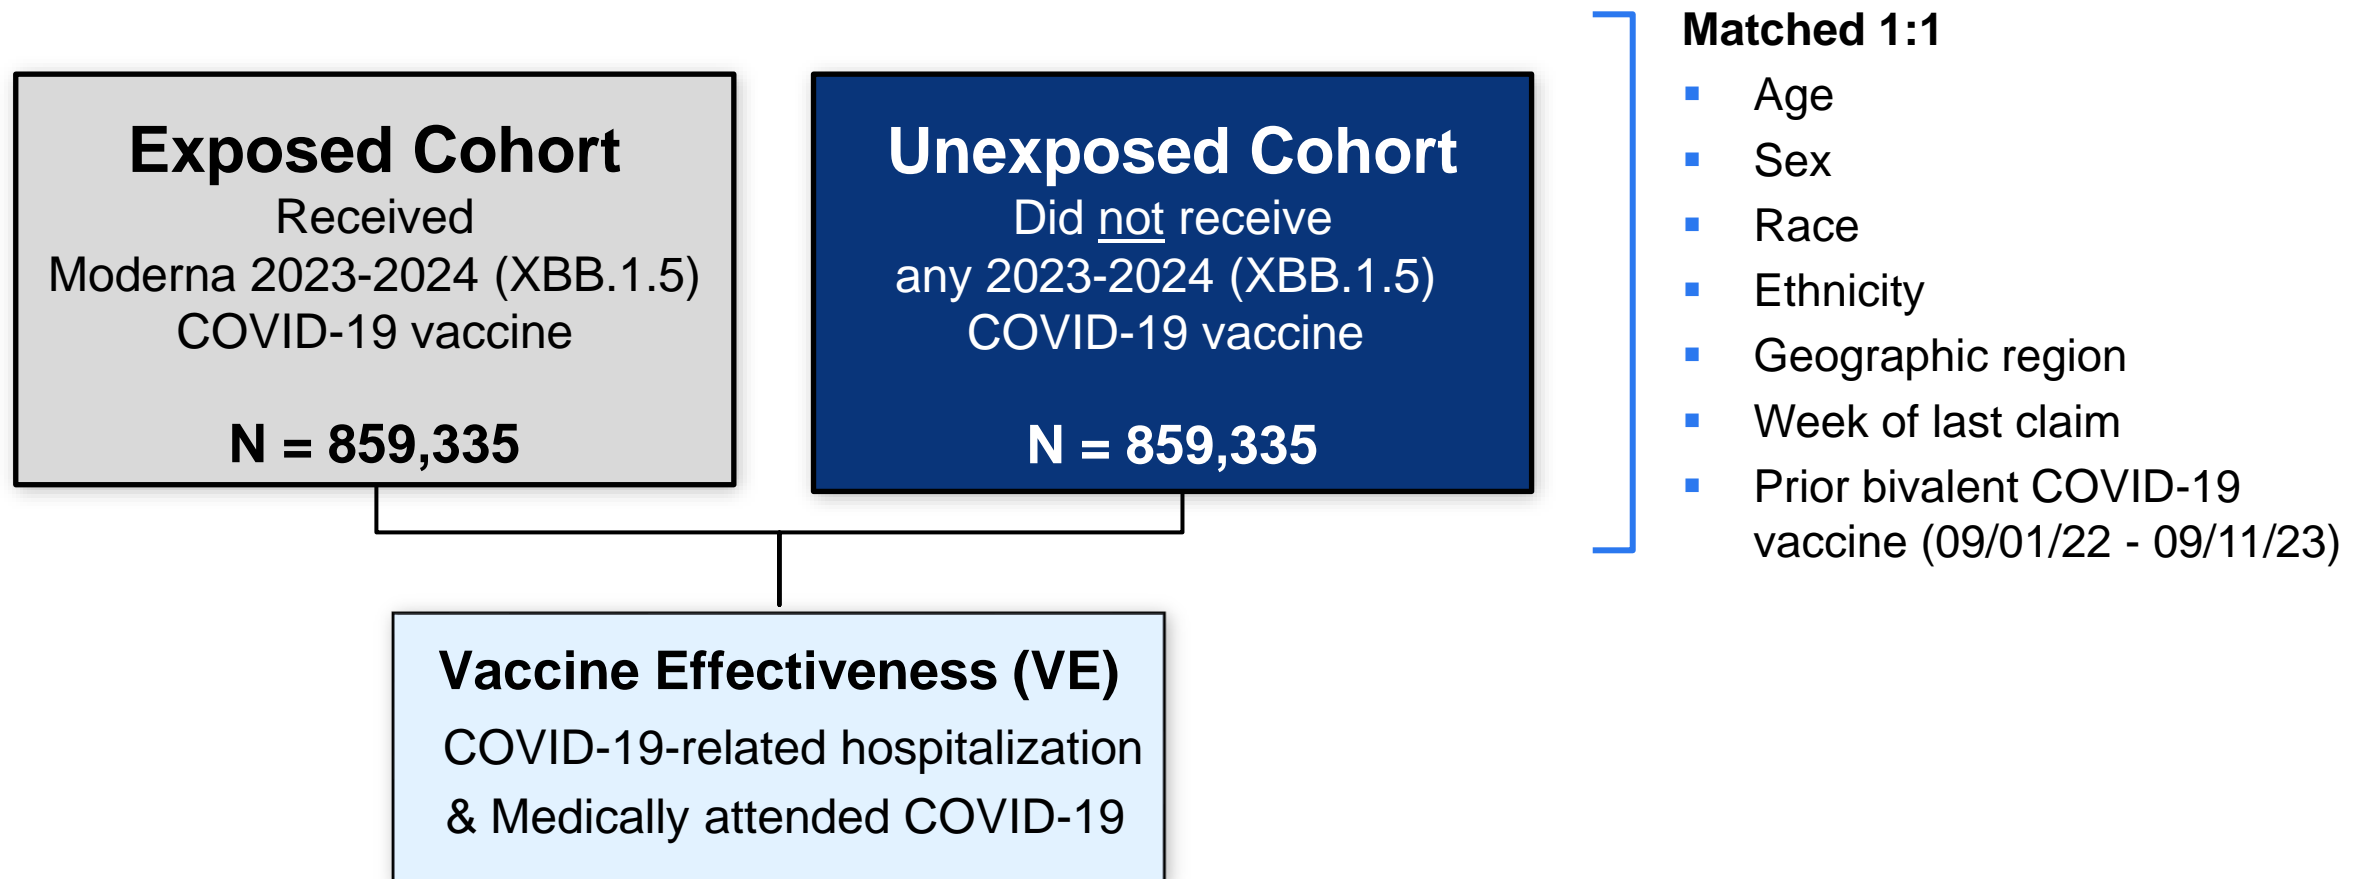 Exposed Cohort
Received
Moderna 2023-2024 (XBB.1.5)
COVID-19 vaccine
N = 859,335
Unexposed Cohort
Did not receive
any 2023-2024 (XBB.1.5)
COVID-19 vaccine
N = 859,335
Matched 1:1
Age
Sex
Race
Ethnicity
Geographic region
Week of last claim
Prior bivalent COVID-19
vaccine (09/01/22 - 09/11/23)
Vaccine Effectiveness (VE)
COVID-19-related hospitalization
& Medically attended COVID-19